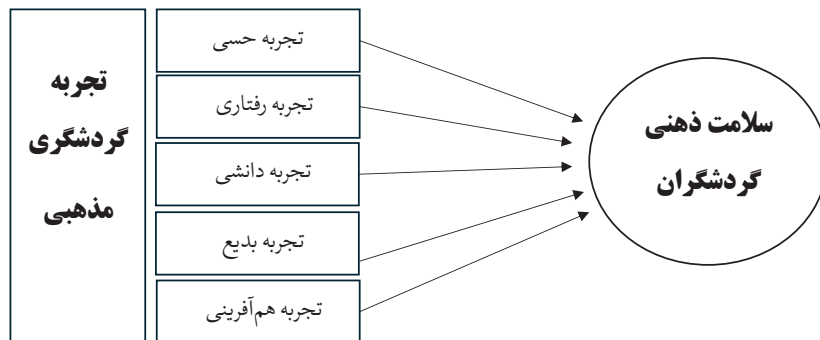 تجربه
گردشگری
مذهبی
تجربه حسی
تجربه رفتاری
تجربه دانشی
تجربه بدیع
تجربه هم‌آفرینی
سلامت ذهنی
گردشگران